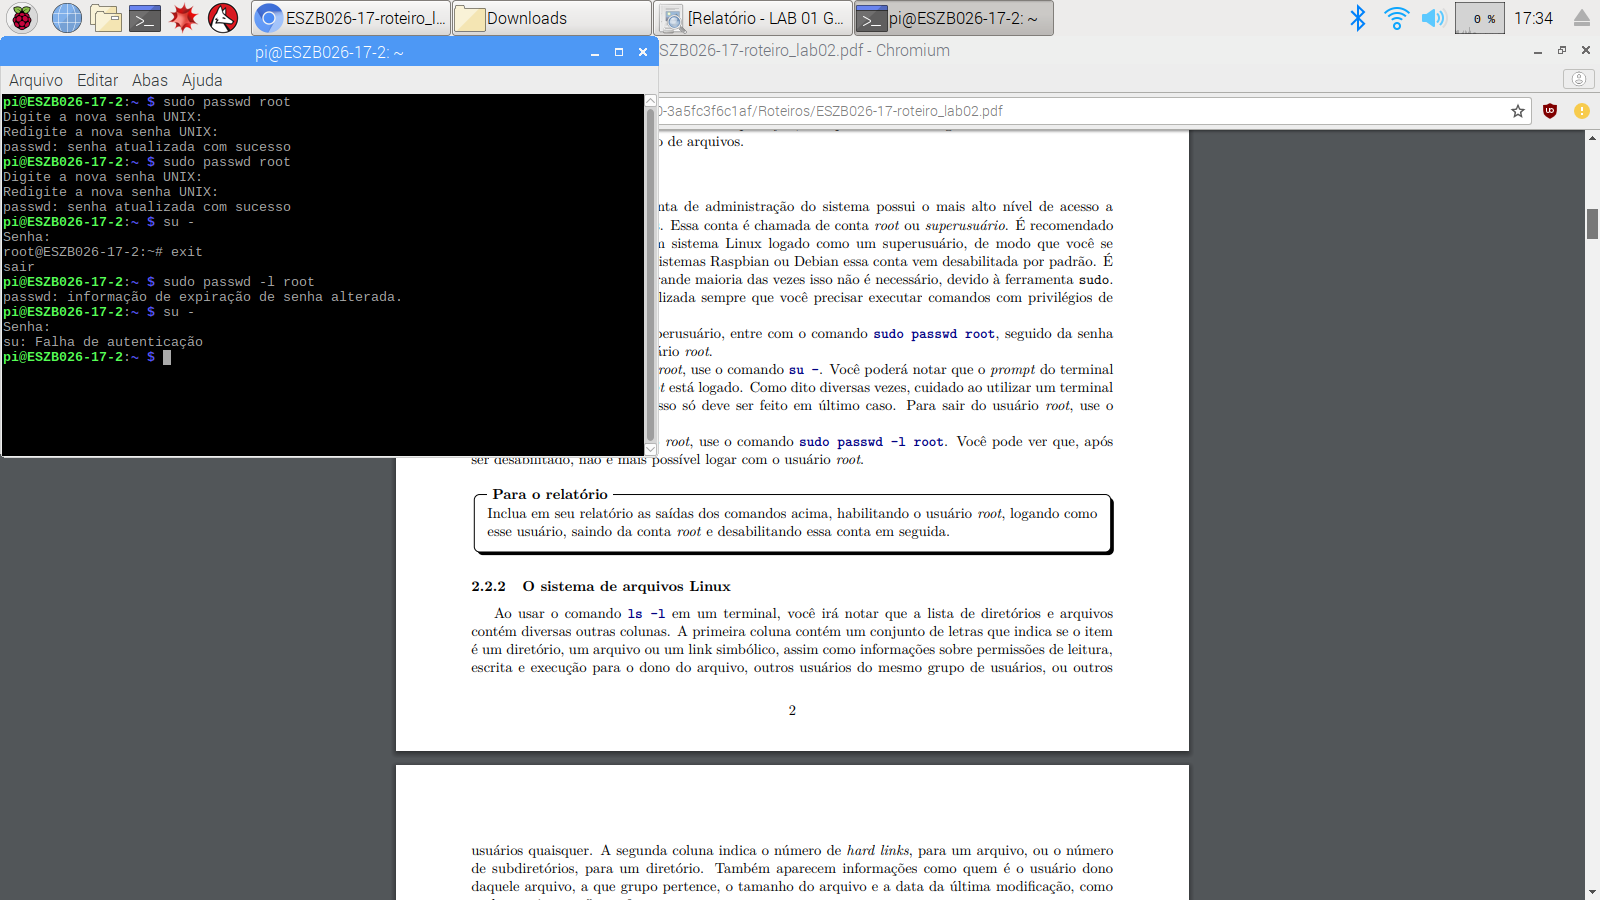 ESZB026-17-roteiro_l...
Downloads
[Relatório - LAB 01 G...
pi@ESZB026-17-2: ~
0 %
17:34
pi@ESZB026-17-2: ~
SZB026-17-roteiro_lab02.pdf - Chromium
Arquivo Editar Abas Ajuda
0-3a5fc3f6c1af/Roteiros/ESZB026-17-roteiro_lab02.pdf
pi@ESZB026-17-2:~ $ sudo passwd root
Digite a nova senha UNIX:
Redigite a nova senha UNIX:
passwd: senha atualizada com sucesso
pi@ESZB026-17-2:~ $ sudo passwd root
Digite a nova senha UNIX:
Redigite a nova senha UNIX:
passwd: senha atualizada com sucesso
pi@ESZB026-17-2:~ $ su -
Senha:
root@ESZB026-17-2:~# exit
sair
pi@ESZB026-17-2:~ $ sudo passwd -l root
passwd: informação de expiração de senha alterada.
pi@ESZB026-17-2:~ $ su -
Senha:
su: Falha de autenticação
pi@ESZB026-17-2:~ $
o de arquivos.
nta de administração do sistema possui o mais alto nível de acesso a
. Essa conta é chamada de conta root ou superusuário. É recomendado
m sistema Linux logado como um superusuário, de modo que você se
istemas Raspbian ou Debian essa conta vem desabilitada por padrão. É
rande maioria das vezes isso não é necessário, devido à ferramenta sudo.
lizada sempre que você precisar executar comandos com privilégios de
perusuário, entre com o comando sudo passwd root, seguido da senha
ário root.
root, use o comando su -. Você poderá notar que o prompt do terminal
t está logado. Como dito diversas vezes, cuidado ao utilizar um terminal
sso só deve ser feito em último caso. Para sair do usuário root, use o
root, use o comando sudo passwd -l root. Você pode ver que, após
ser desabilitado, não é mais possível logar com o usuário root.
Para o relatório
Inclua em seu relatório as saídas dos comandos acima, habilitando o usuário root, logando como
esse usuário, saindo da conta root e desabilitando essa conta em seguida.
2.2.2 O sistema de arquivos Linux
Ao usar o comando ls -l em um terminal, você irá notar que a lista de diretórios e arquivos
contém diversas outras colunas. A primeira coluna contém um conjunto de letras que indica se o item
é um diretório, um arquivo ou um link simbólico, assim como informações sobre permissões de leitura,
escrita e execução para o dono do arquivo, outros usuários do mesmo grupo de usuários, ou outros
2
usuários quaisquer. A segunda coluna indica o número de hard links, para um arquivo, ou o número
de subdiretórios, para um diretório. Também aparecem informações como quem é o usuário dono
daquele arquivo, a que grupo pertence, o tamanho do arquivo e a data da última modificação, como